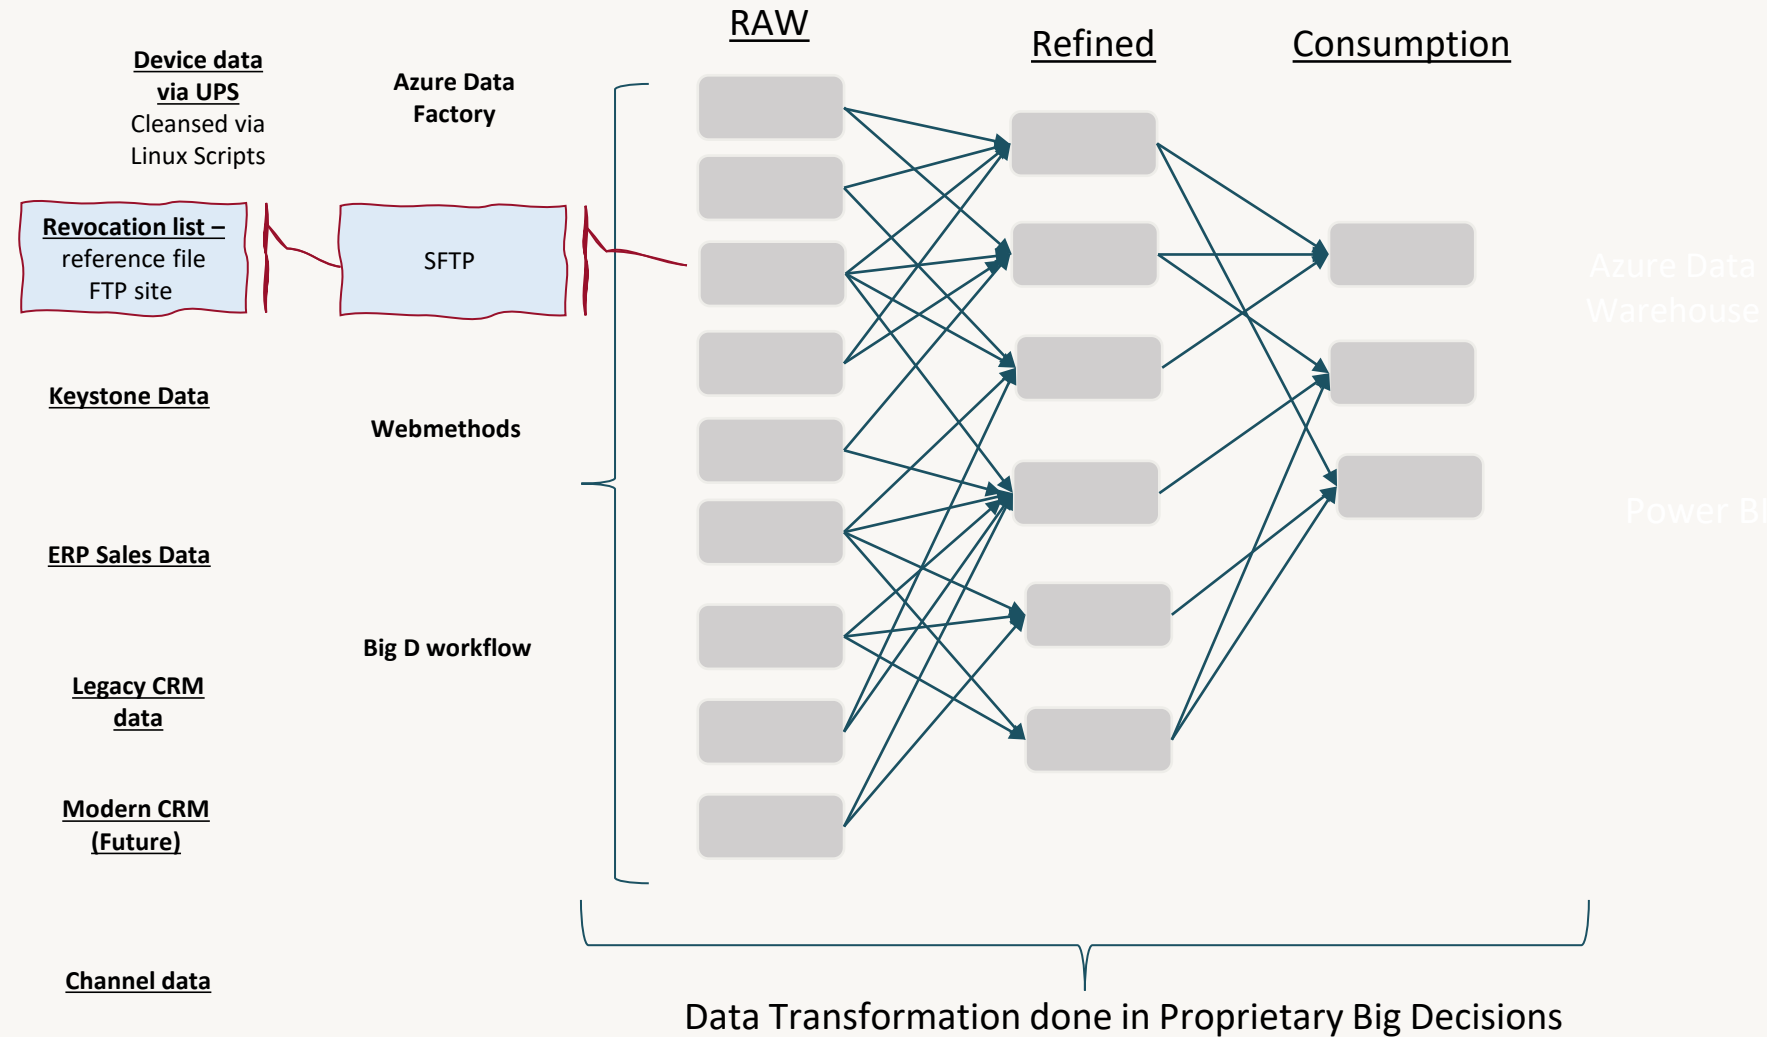 RAW
Refined
Consumption
Device data
via UPS
Cleansed via
Linux Scripts
Azure Data
Factory
Revocation list –
reference file
FTP site
SFTP
Azure Data
Warehouse
Keystone Data
Webmethods
Power BI
ERP Sales Data
Big D workflow
Legacy CRM
data
Modern CRM
(Future)
Channel data
Data Transformation done in Proprietary Big Decisions